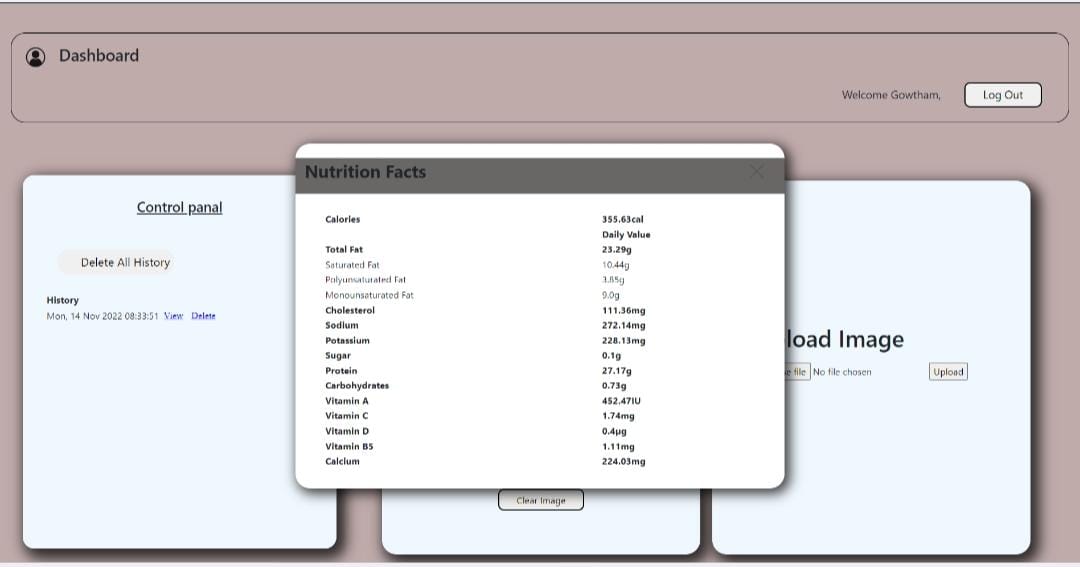 Dashboard
Welcome Gowtham,
Log Out
Control panal
Delete All History
History
Mon, 14 Nov 2022 08:33:51 View Delete
Nutrition Facts
Calories 355.63cal
Daily Value
Total Fat 23.29g
Saturated Fat 10.44g
Polyunsaturated Fat 3.65g
Monounsaturated Fat 9.0g
Cholesterol 111.36mg
Sodium 272.14mg
Potassium 228.13mg
Sugar 0.1g
Protein 27.17g
Carbohydrates 0.73g
Vitamin A 452.47IU
Vitamin C 1.74mg
Vitamin D 0.4µg
Vitamin B5 1.11mg
Calcium 224.03mg
Clear Image
load Image
e file No file chosen
Upload